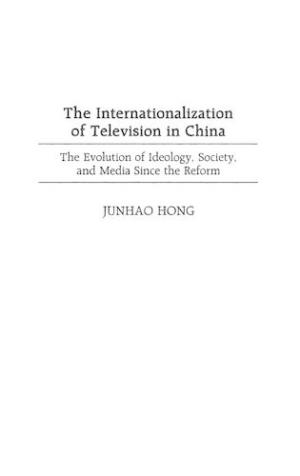 The Internationalization
of Television in China
The Evolution of Ideology, Society,
and Media Since the Reform
JUNHAO HONG